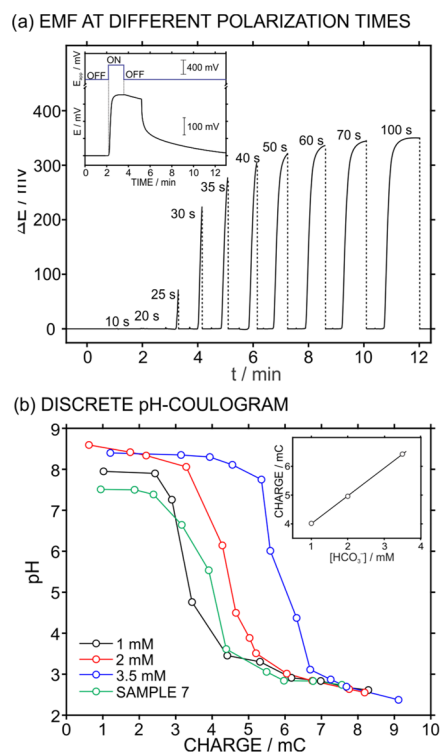 (a) EMF AT DIFFERENT POLARIZATION TIMES
ΔE / mV
400
300
200
100
0
E_app / mV
OFF
ON
OFF
400 mV
E / mV
100 mV
0 2 4 6 8 10 12
TIME / min
10 s
20 s
25 s
30 s
35 s
40 s
50 s
60 s
70 s
100 s
0 2 4 6 8 10 12
t / min
(b) DISCRETE pH-COULOGRAM
pH
9
8
7
6
5
4
3
2
1 mM
2 mM
3.5 mM
SAMPLE 7
CHARGE / mC
6
5
4
0 1 2 3 4
[HCO₃⁻] / mM
0 1 2 3 4 5 6 7 8 9 10
CHARGE / mC